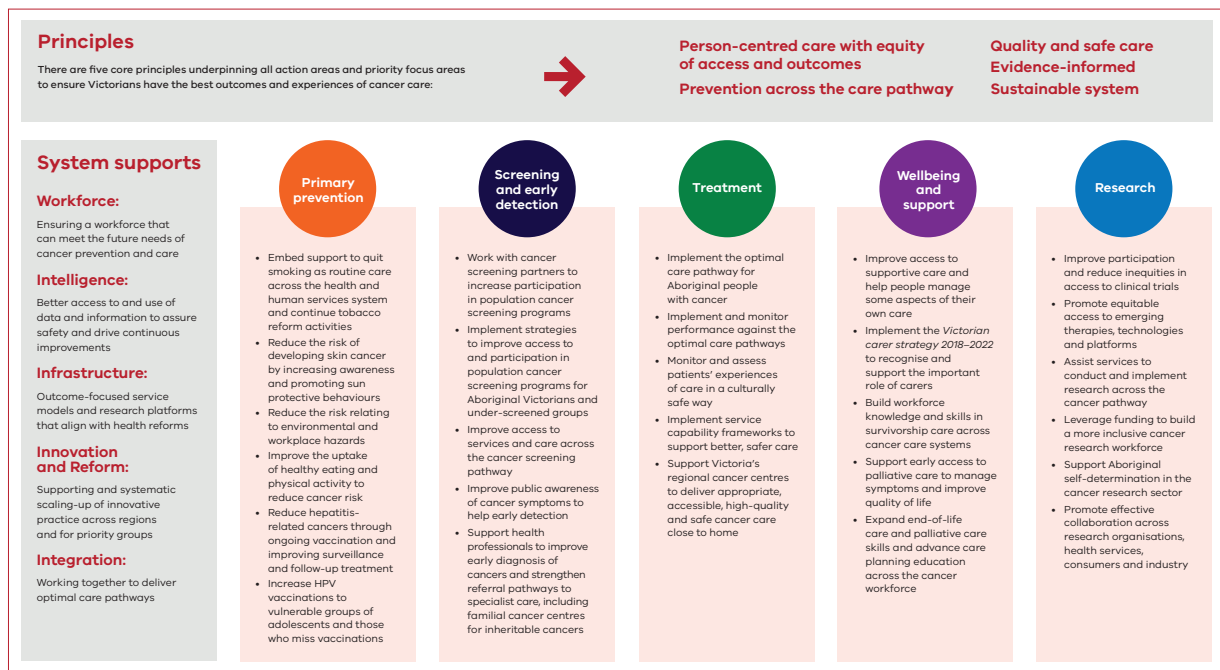 Principles
There are five core principles underpinning all action areas and priority focus areas
to ensure Victorians have the best outcomes and experiences of cancer care:
Person-centred care with equity
of access and outcomes
Prevention across the care pathway
Quality and safe care
Evidence-informed
Sustainable system
System supports
Workforce:
Ensuring a workforce that
can meet the future needs of
cancer prevention and care
Intelligence:
Better access to and use of
data and information to assure
safety and drive continuous
improvements
Infrastructure:
Outcome-focused service
models and research platforms
that align with health reforms
Innovation
and Reform:
Supporting and systematic
scaling-up of innovative
practice across regions
and for priority groups
Integration:
Working together to deliver
optimal care pathways
Primary
prevention
• Embed support to quit
smoking as routine care
across the health and
human services system
and continue tobacco
reform activities
• Reduce the risk of
developing skin cancer
by increasing awareness
and promoting sun
protective behaviours
• Reduce the risk relating
to environmental and
workplace hazards
• Improve the uptake
of healthy eating and
physical activity to
reduce cancer risk
• Reduce hepatitis-
related cancers through
ongoing vaccination and
improving surveillance
and follow-up treatment
• Increase HPV
vaccinations to
vulnerable groups of
adolescents and those
who miss vaccinations
Screening
and early
detection
• Work with cancer
screening partners to
increase participation
in population cancer
screening programs
• Implement strategies
to improve access to
and participation in
population cancer
screening programs for
Aboriginal Victorians and
under-screened groups
• Improve access to
services and care across
the cancer screening
pathway
• Improve public awareness
of cancer symptoms to
help early detection
• Support health
professionals to improve
early diagnosis of
cancers and strengthen
referral pathways to
specialist care, including
familial cancer centres
for inheritable cancers
Treatment
• Implement the optimal
care pathway for
Aboriginal people
with cancer
• Implement and monitor
performance against the
optimal care pathways
• Monitor and assess
patients' experiences
of care in a culturally
safe way
• Implement service
capability frameworks to
support better, safer care
• Support Victoria's
regional cancer centres
to deliver appropriate,
accessible, high-quality
and safe cancer care
close to home
Wellbeing
and
support
• Improve access to
supportive care and
help people manage
some aspects of their
own care
• Implement the Victorian
carer strategy 2018–2022
to recognise and
support the important
role of carers
• Build workforce
knowledge and skills in
survivorship care across
cancer care systems
• Support early access to
palliative care to manage
symptoms and improve
quality of life
• Expand end-of-life
care and palliative care
skills and advance care
planning education
across the cancer
workforce
Research
• Improve participation
and reduce inequities in
access to clinical trials
• Promote equitable
access to emerging
therapies, technologies
and platforms
• Assist services to
conduct and implement
research across the
cancer pathway
• Leverage funding to build
a more inclusive cancer
research workforce
• Support Aboriginal
self-determination in the
cancer research sector
• Promote effective
collaboration across
research organisations,
health services,
consumers and industry